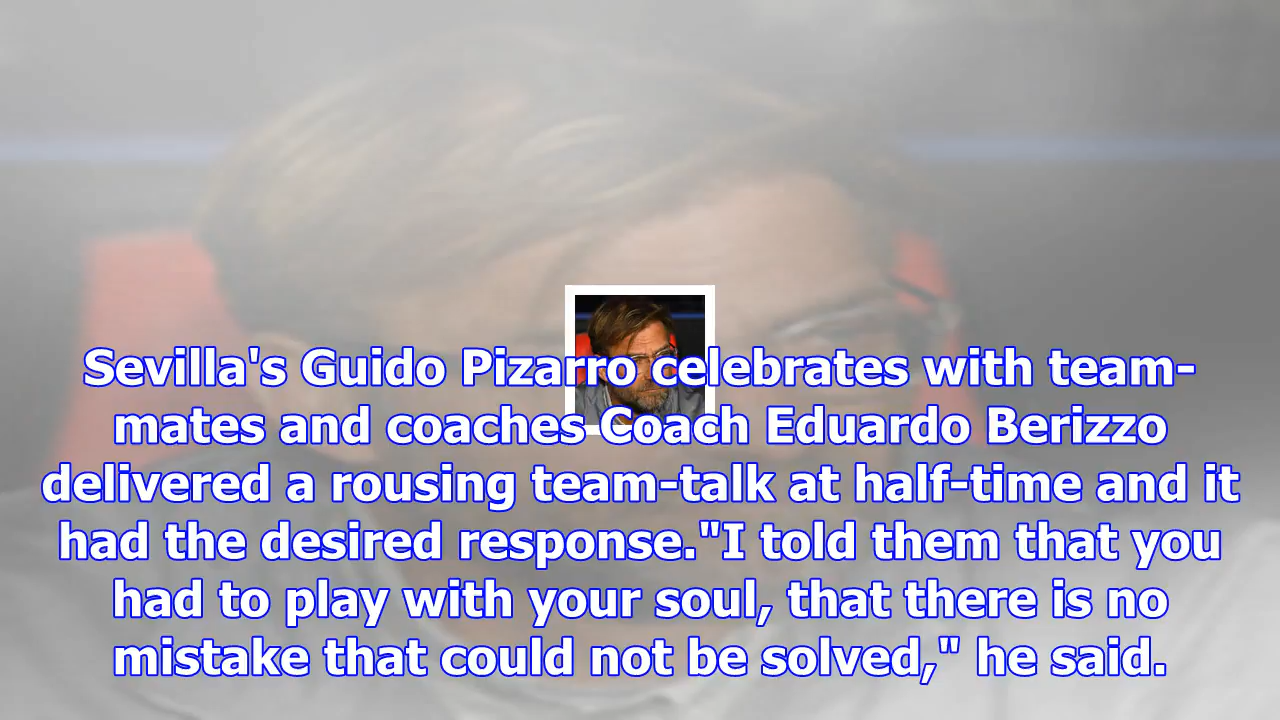 Sevilla's Guido Pizarro celebrates with team-
mates and coaches Coach Eduardo Berizzo
delivered a rousing team-talk at half-time and it
had the desired response."I told them that you
had to play with your soul, that there is no
mistake that could not be solved," he said.